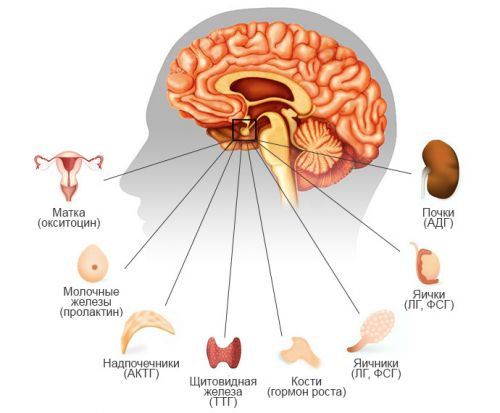 Матка
(окситоцин)
Почки
(АДГ)
Молочные
железы
(пролактин)
Яички
(ЛГ, ФСГ)
Надпочечники
(АКТГ)
Щитовидная
железа
(ТТГ)
Кости
(гормон роста)
Яичники
(ЛГ, ФСГ)